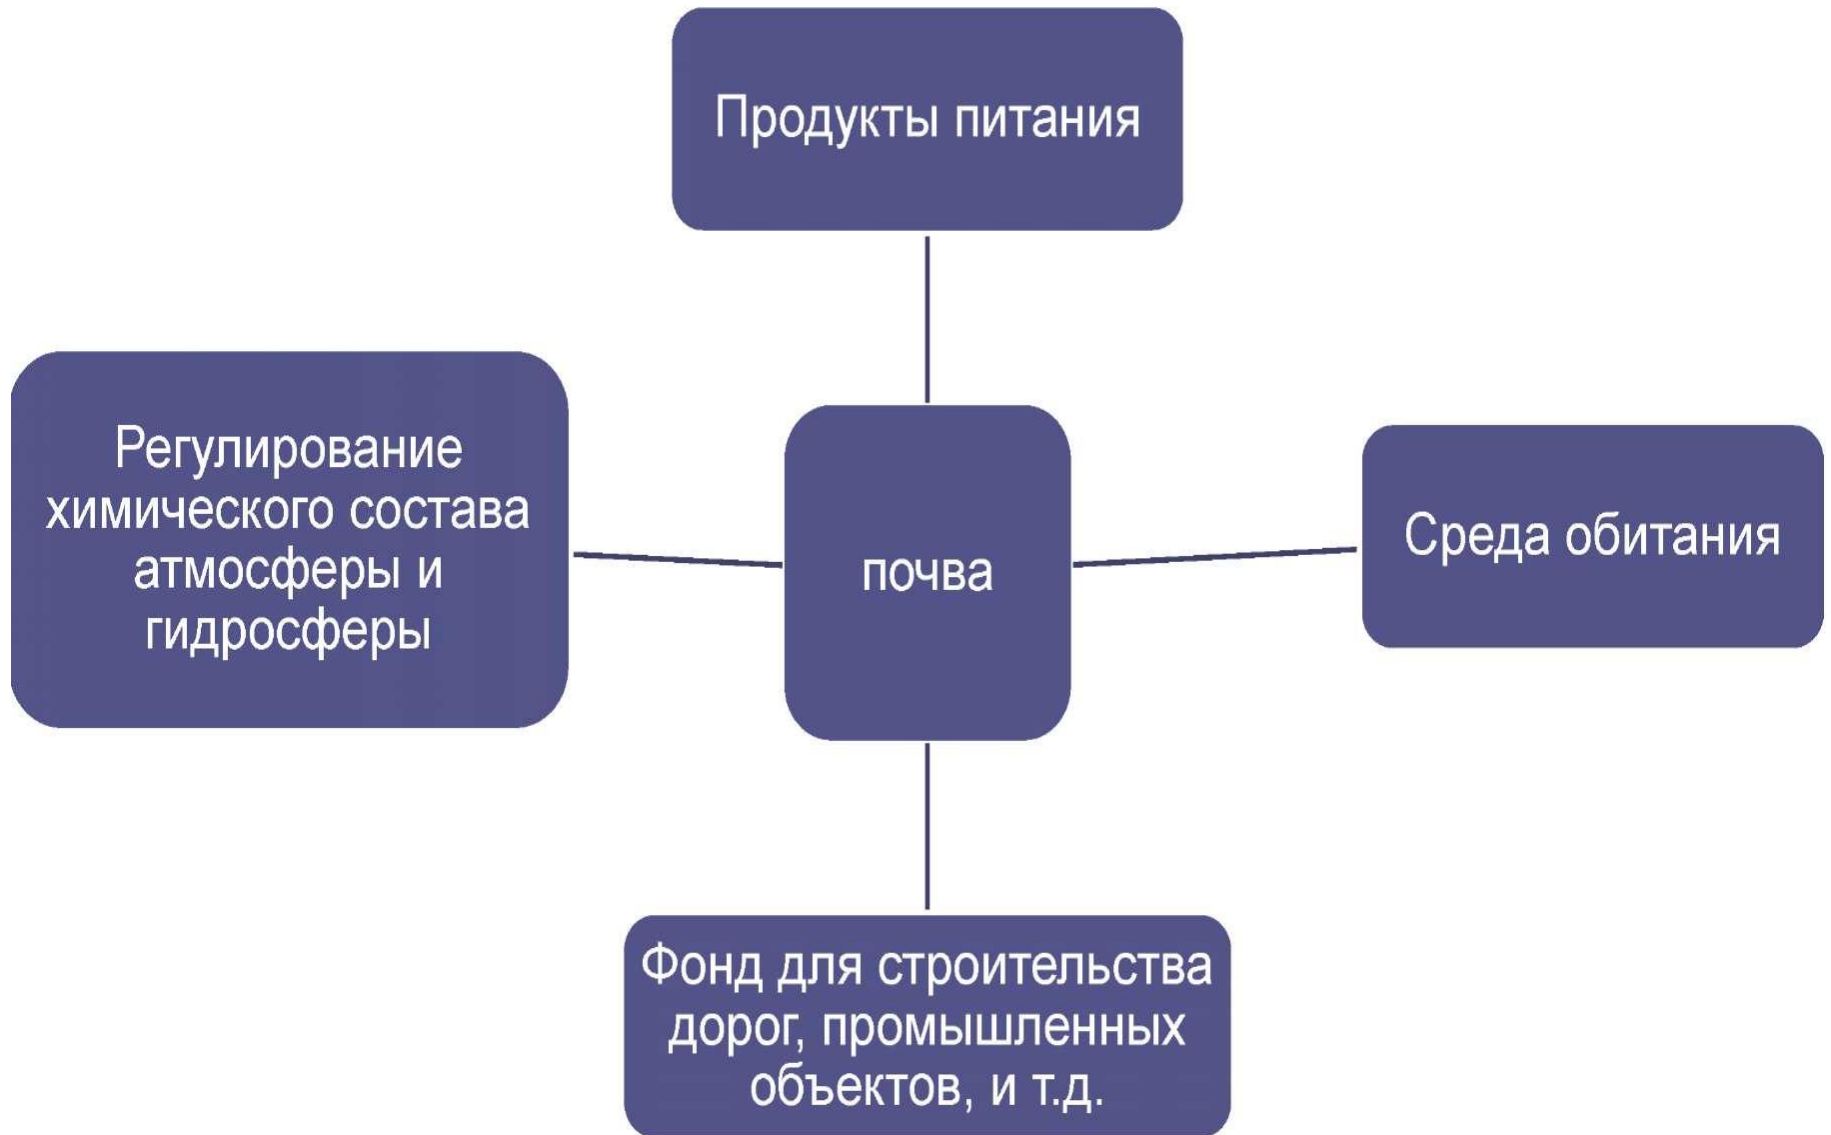 Продукты питания
Регулирование
химического состава
атмосферы и
гидросферы
почва
Среда обитания
Фонд для строительства
дорог, промышленных
объектов, и т.д.